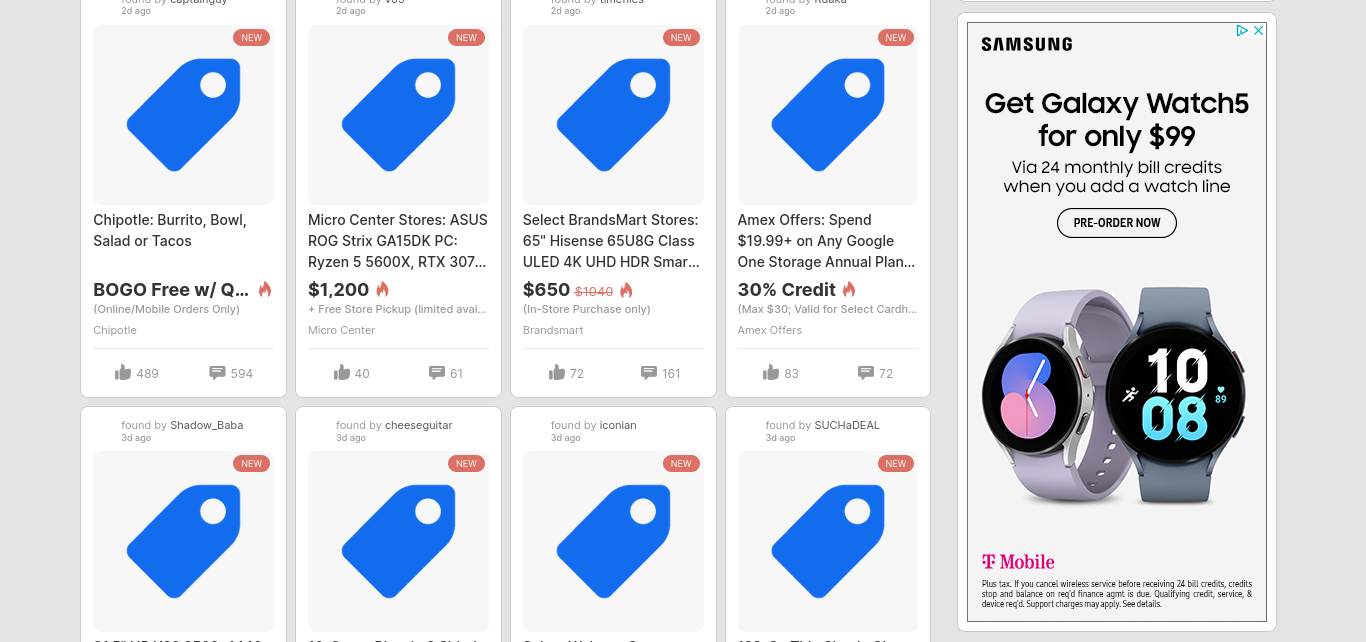 found by captainguy
2d ago
NEW
Chipotle: Burrito, Bowl,
Salad or Tacos
BOGO Free w/ Q...
(Online/Mobile Orders Only)
Chipotle
489
594
found by
2d ago
NEW
Micro Center Stores: ASUS
ROG Strix GA15DK PC:
Ryzen 5 5600X, RTX 307...
$1,200
+ Free Store Pickup (limited avai...
Micro Center
40
61
found by
2d ago
NEW
Select BrandsMart Stores:
65" Hisense 65U8G Class
ULED 4K UHD HDR Smar...
$650 $1040
(In-Store Purchase only)
Brandsmart
72
161
found by
2d ago
NEW
Amex Offers: Spend
$19.99+ on Any Google
One Storage Annual Plan...
30% Credit
(Max $30; Valid for Select Cardh...
Amex Offers
83
72
found by Shadow_Baba
3d ago
NEW
found by cheeseguitar
3d ago
NEW
found by iconian
3d ago
NEW
found by SUCHaDEAL
3d ago
NEW
SAMSUNG
Get Galaxy Watch5
for only $99
Via 24 monthly bill credits
when you add a watch line
PRE-ORDER NOW
10
08
89
T Mobile
Plus tax. If you cancel wireless service before receiving 24 bill credits, credits
stop and balance on req'd finance agmt is due. Qualifying credit, service, &
device req'd. Support charges may apply. See details.